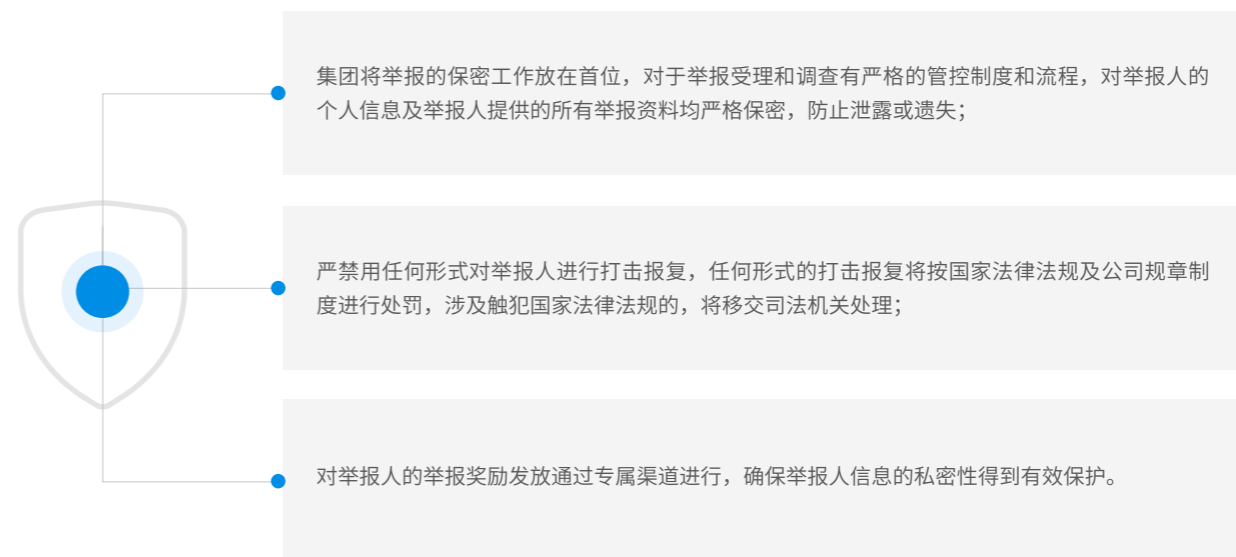 集团将举报的保密工作放在首位，对于举报受理和调查有严格的管控制度和流程，对举报人的
个人信息及举报人提供的所有举报资料均严格保密，防止泄露或遗失；
严禁用任何形式对举报人进行打击报复，任何形式的打击报复将按国家法律法规及公司规章制
度进行处罚，涉及触犯国家法律法规的，将移交司法机关处理；
对举报人的举报奖励发放通过专属渠道进行，确保举报人信息的私密性得到有效保护。